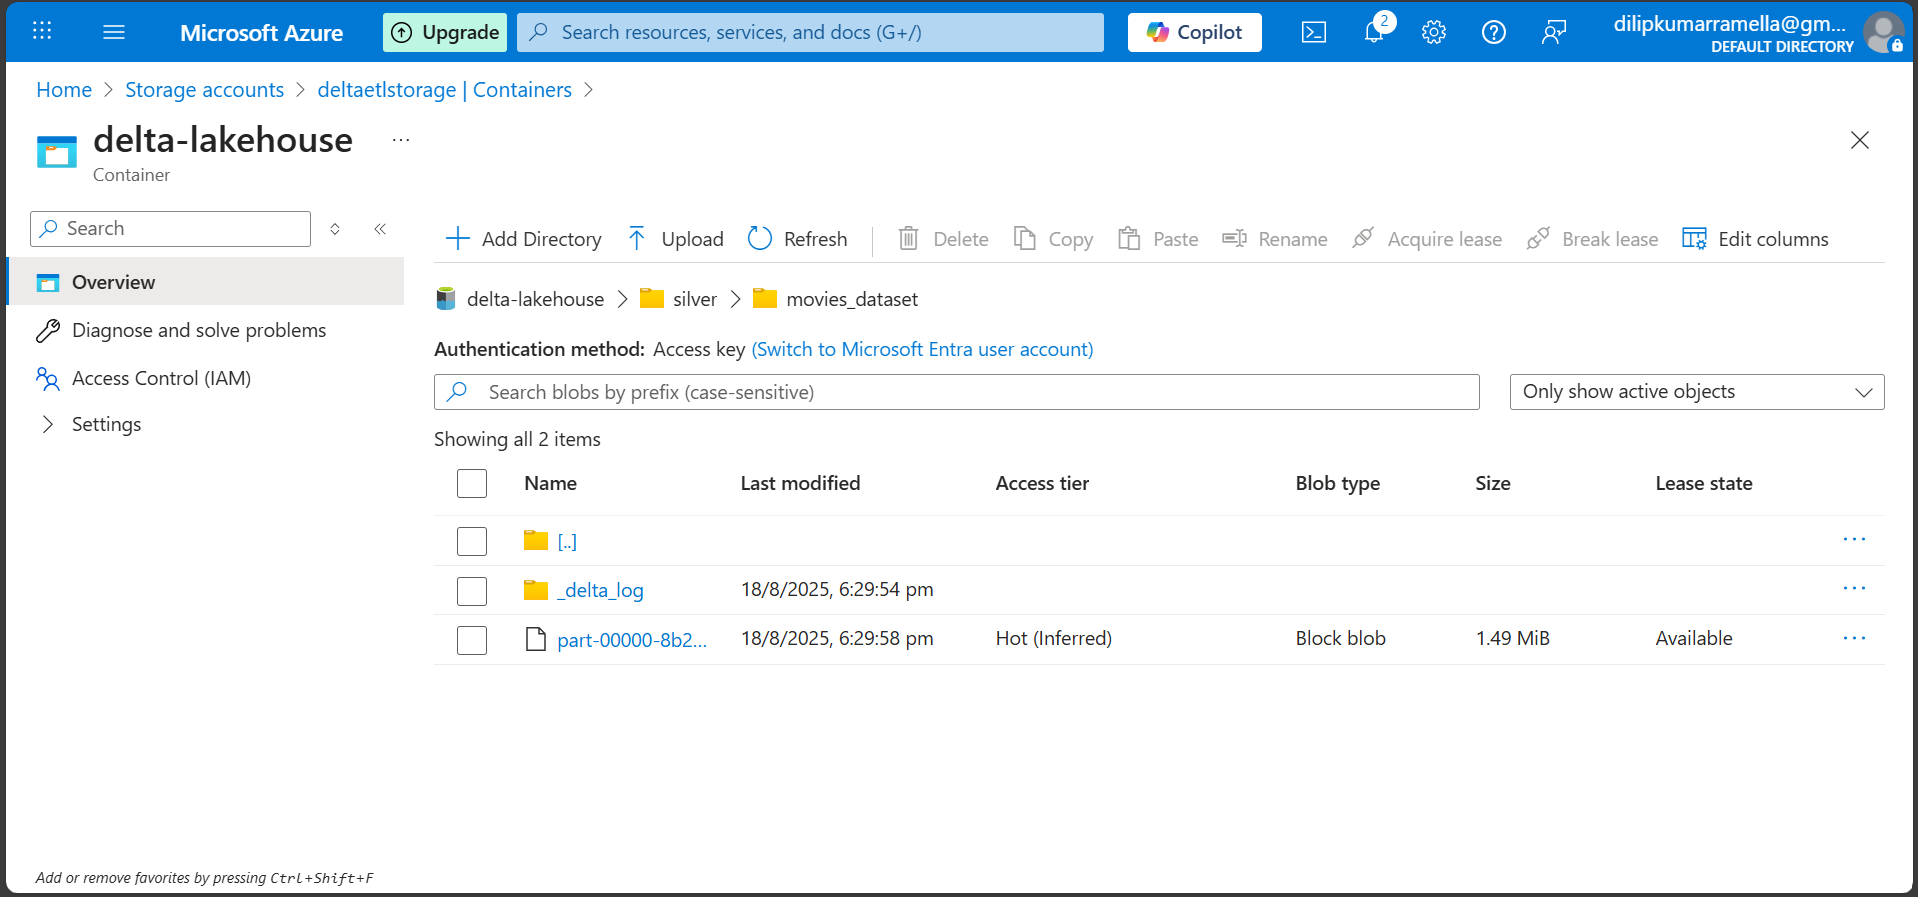 Microsoft Azure Upgrade Search resources, services, and docs (G+/) Copilot 2 dilipkumarramella@gm...
DEFAULT DIRECTORY
Home > Storage accounts > deltaetlstorage | Containers >
delta-lakehouse ...
Container
Search
Overview
Diagnose and solve problems
Access Control (IAM)
Settings
Add Directory Upload Refresh Delete Copy Paste Rename Acquire lease Break lease Edit columns
delta-lakehouse > silver > movies_dataset
Authentication method: Access key (Switch to Microsoft Entra user account)
Search blobs by prefix (case-sensitive) Only show active objects
Showing all 2 items
Name Last modified Access tier Blob type Size Lease state
[..] ...
_delta_log 18/8/2025, 6:29:54 pm ...
part-00000-8b2... 18/8/2025, 6:29:58 pm Hot (Inferred) Block blob 1.49 MiB Available ...
Add or remove favorites by pressing Ctrl+Shift+F